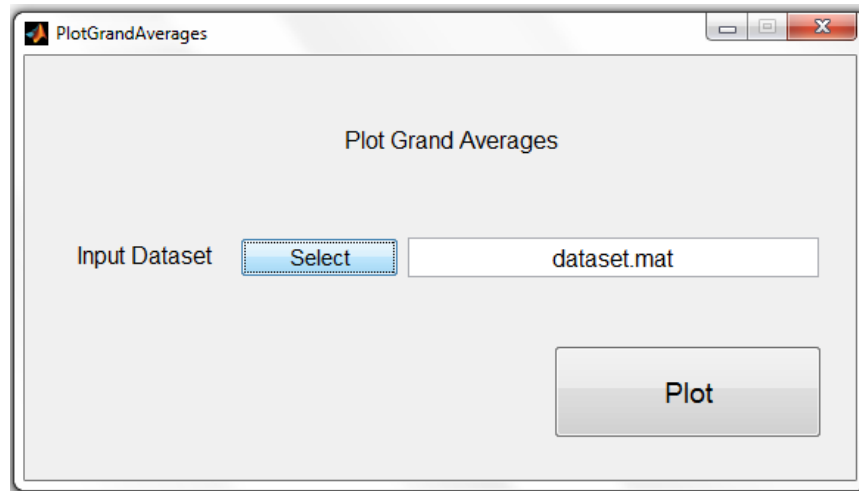 PlotGrandAverages
Plot Grand Averages
Input Dataset Select dataset.mat
Plot